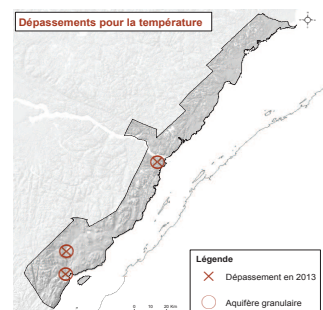 Dépassements pour la température
Légende
Dépassement en 2013
Aquifère granulaire
0 10 20 Km